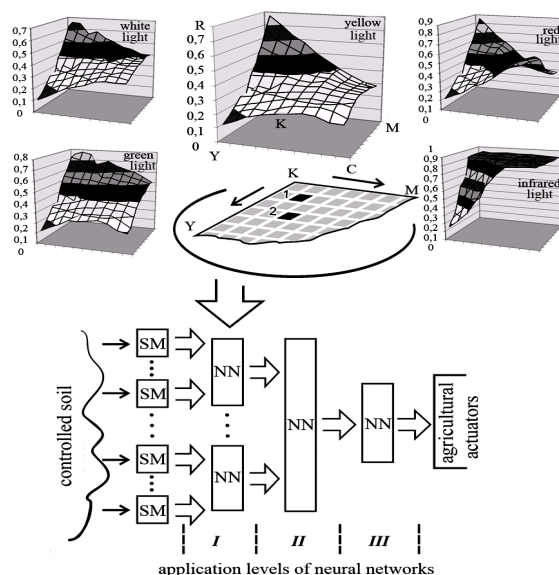 0,7
0,6
0,5
0,4
0,3
0,2
0,1
0
white
light
R
0,7
0,6
0,5
0,4
0,3
0,2
0,1
0
yellow
light
K
M
Y
0,9
0,8
0,7
0,6
0,5
0,4
0,3
0,2
0,1
0
red
light
0,8
0,7
0,6
0,5
0,4
0,3
0,2
0,1
0
green
light
K
C
M
1
2
Y
1
0,9
0,8
0,7
0,6
0,5
0,4
0,3
0,2
0,1
0
infrared
light
controlled soil
SM
SM
SM
SM
NN
NN
NN
NN
agricultural
actuators
I
II
III
application levels of neural networks